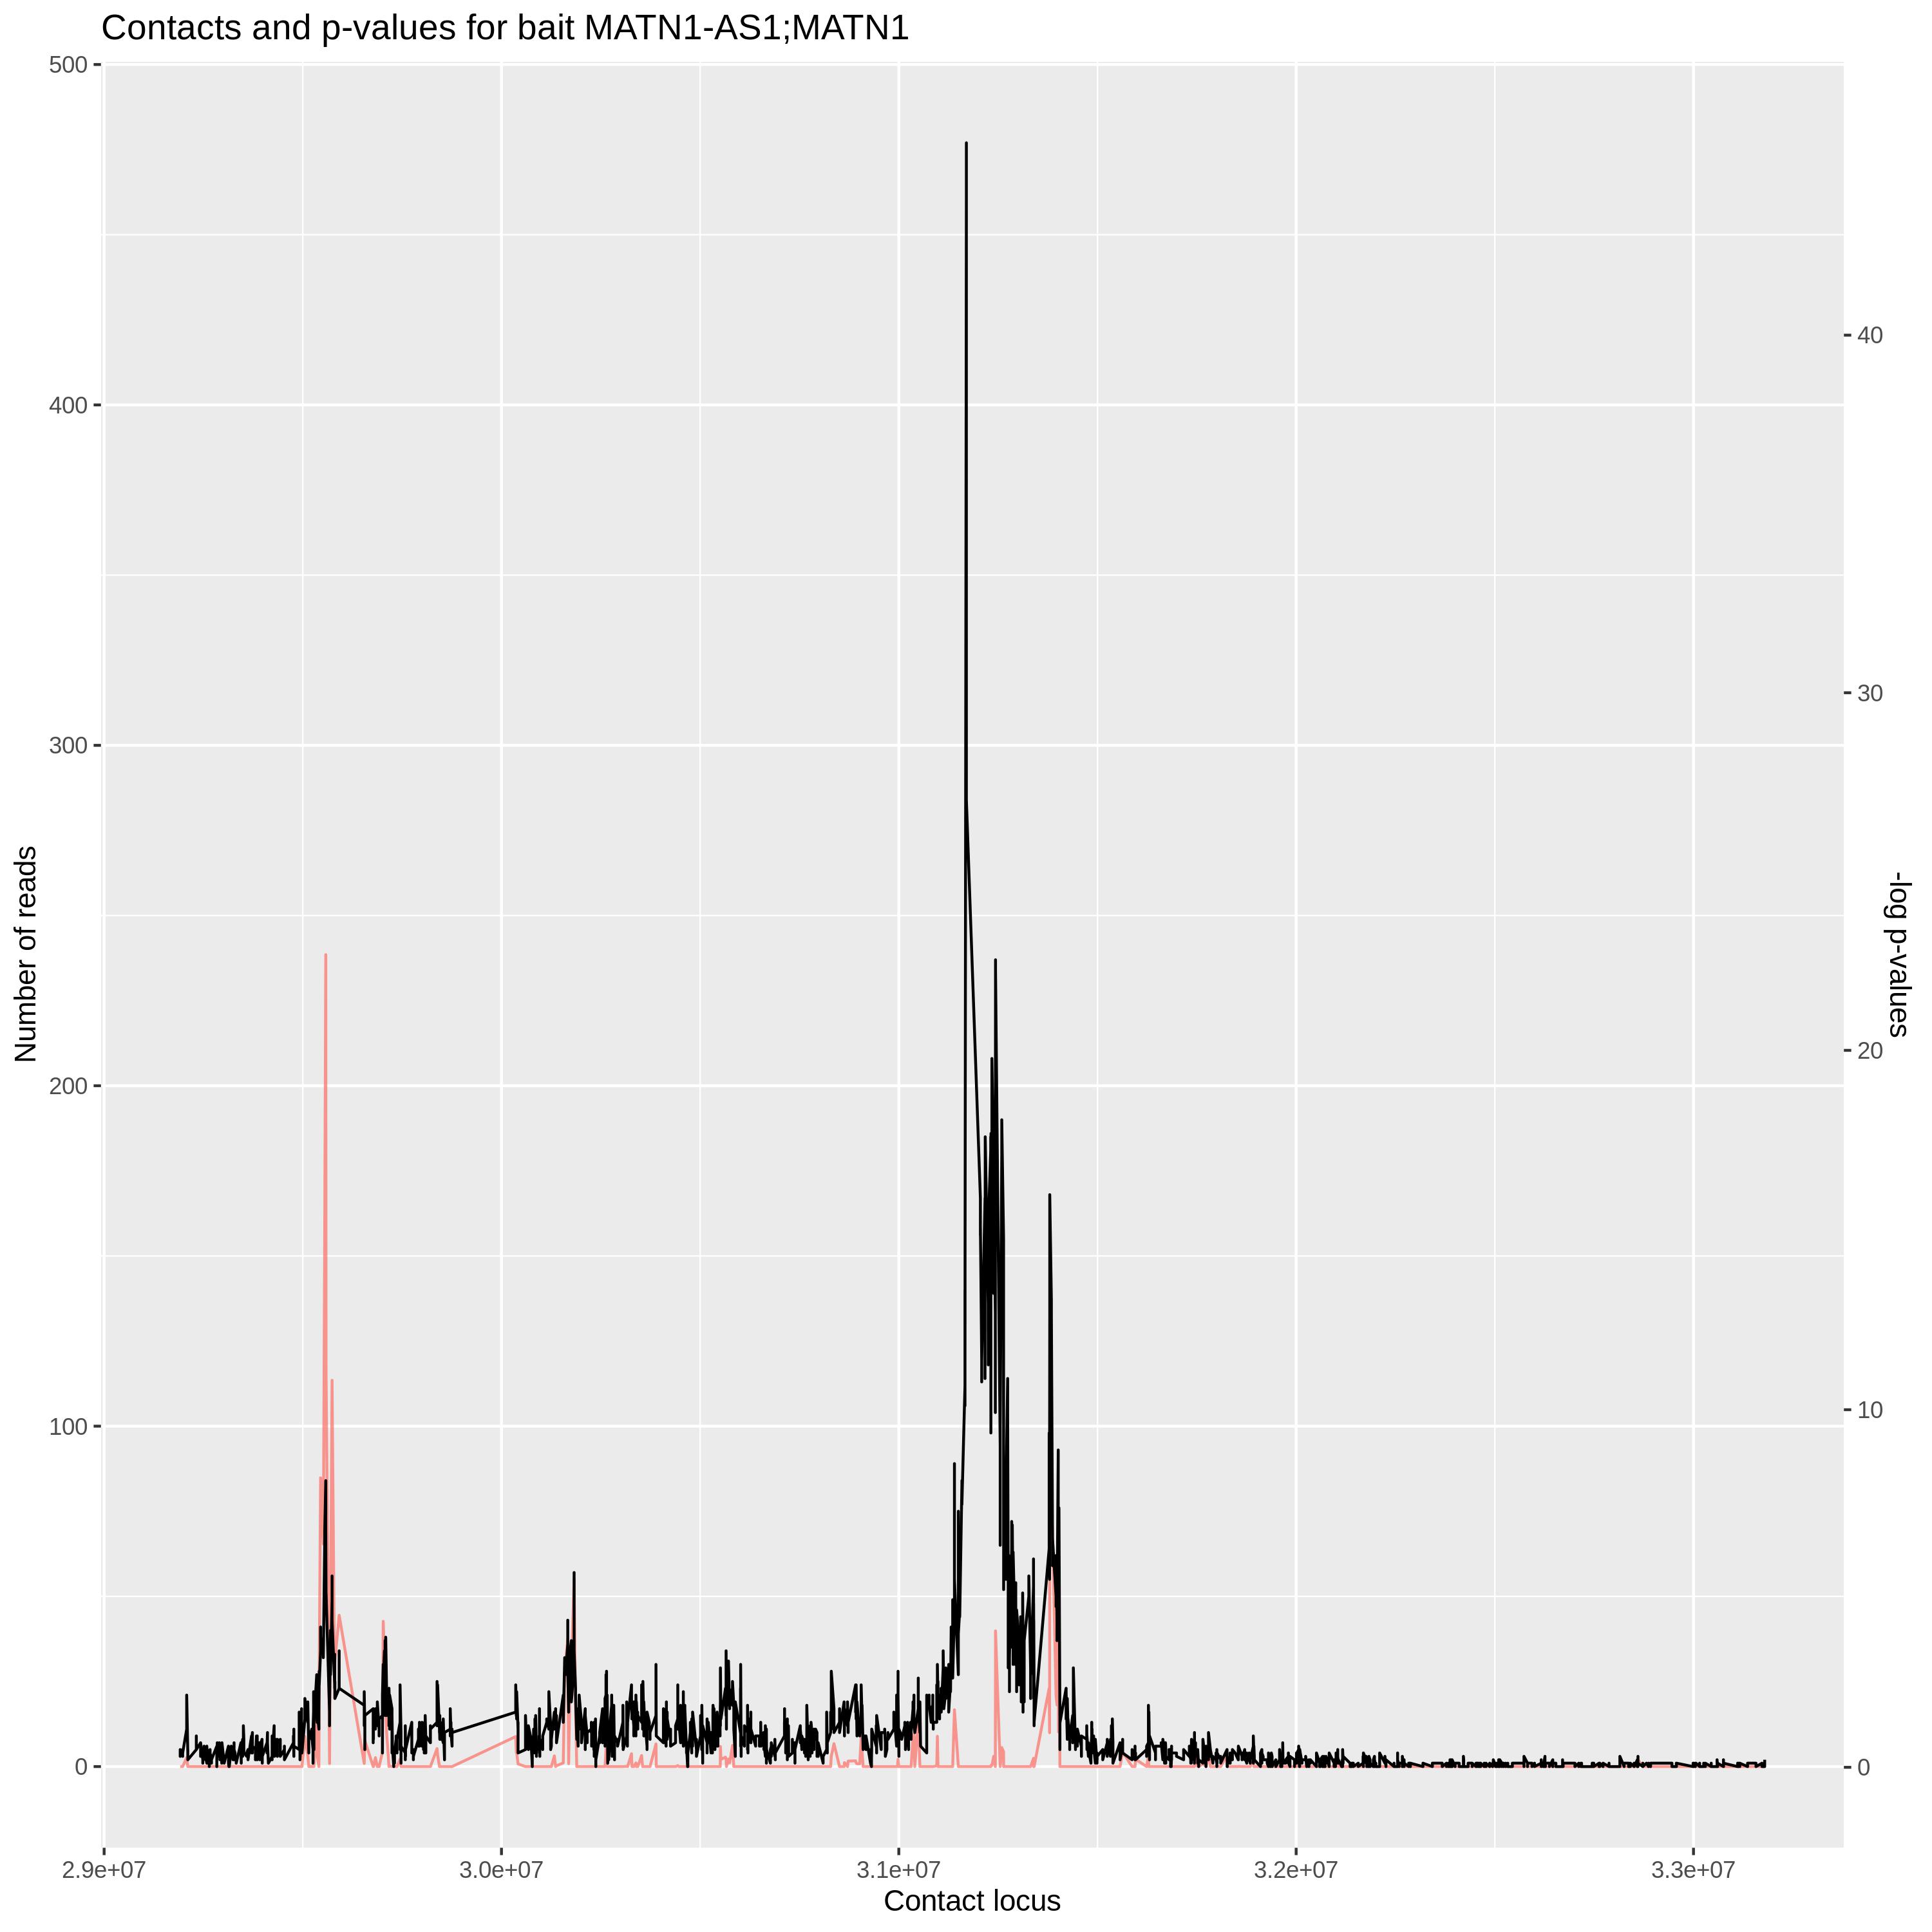 Contacts and p-values for bait MATN1-AS1;MATN1
500
400
300
200
100
0
Number of reads
40
30
20
10
0
-log p-values
2.9e+07 3.0e+07 3.1e+07 3.2e+07 3.3e+07
Contact locus